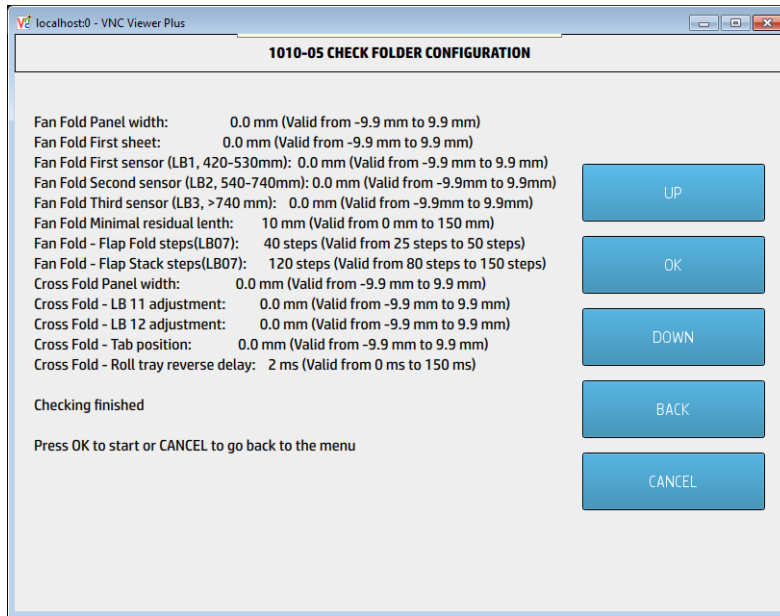 localhost:0 - VNC Viewer Plus
1010-05 CHECK FOLDER CONFIGURATION
Fan Fold Panel width: 0.0 mm (Valid from -9.9 mm to 9.9 mm)
Fan Fold First sheet: 0.0 mm (Valid from -9.9 mm to 9.9 mm)
Fan Fold First sensor (LB1, 420-530mm): 0.0 mm (Valid from -9.9 mm to 9.9 mm)
Fan Fold Second sensor (LB2, 540-740mm): 0.0 mm (Valid from -9.9mm to 9.9mm)
Fan Fold Third sensor (LB3, >740 mm): 0.0 mm (Valid from -9.9mm to 9.9mm)
Fan Fold Minimal residual lenth: 10 mm (Valid from 0 mm to 150 mm)
Fan Fold - Flap Fold steps(LB07): 40 steps (Valid from 25 steps to 50 steps)
Fan Fold - Flap Stack steps(LB07): 120 steps (Valid from 80 steps to 150 steps)
Cross Fold Panel width: 0.0 mm (Valid from -9.9 mm to 9.9 mm)
Cross Fold - LB 11 adjustment: 0.0 mm (Valid from -9.9 mm to 9.9 mm)
Cross Fold - LB 12 adjustment: 0.0 mm (Valid from -9.9 mm to 9.9 mm)
Cross Fold - Tab position: 0.0 mm (Valid from -9.9 mm to 9.9 mm)
Cross Fold - Roll tray reverse delay: 2 ms (Valid from 0 ms to 150 ms)
Checking finished
Press OK to start or CANCEL to go back to the menu
UP
OK
DOWN
BACK
CANCEL